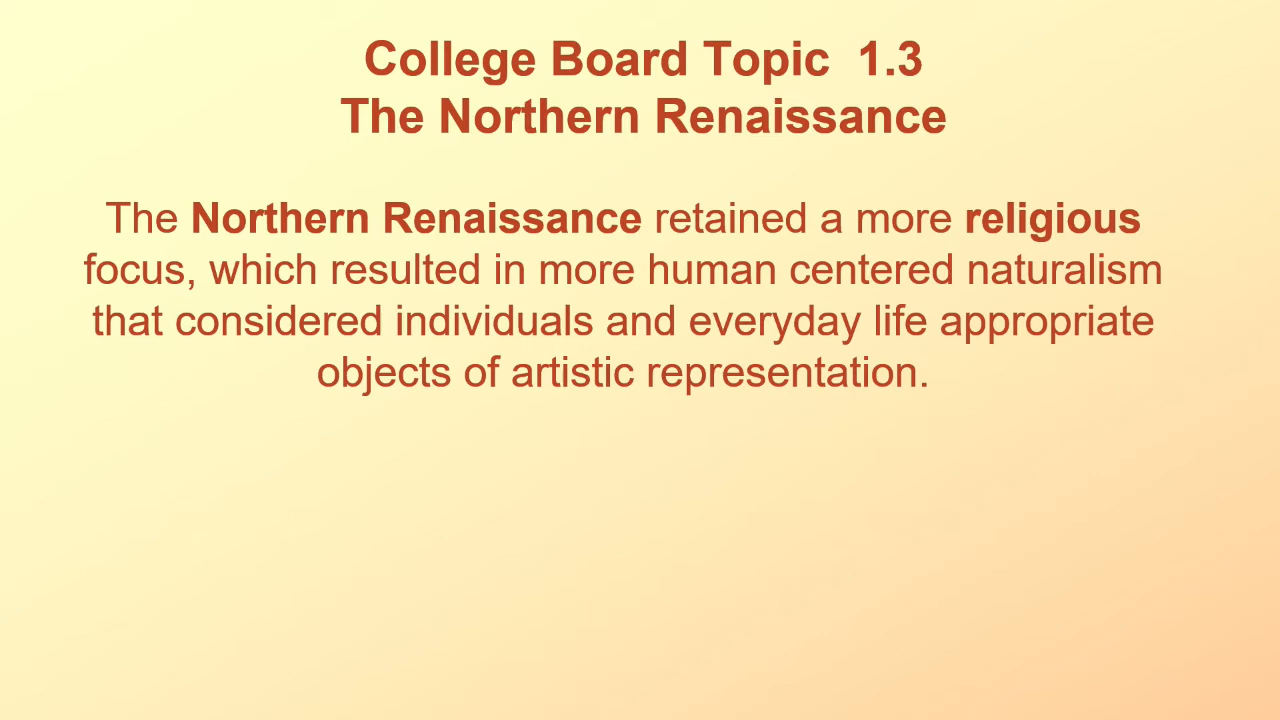 College Board Topic  1.3
The Northern Renaissance
The Northern Renaissance retained a more religious
focus, which resulted in more human centered naturalism
that considered individuals and everyday life appropriate
objects of artistic representation.